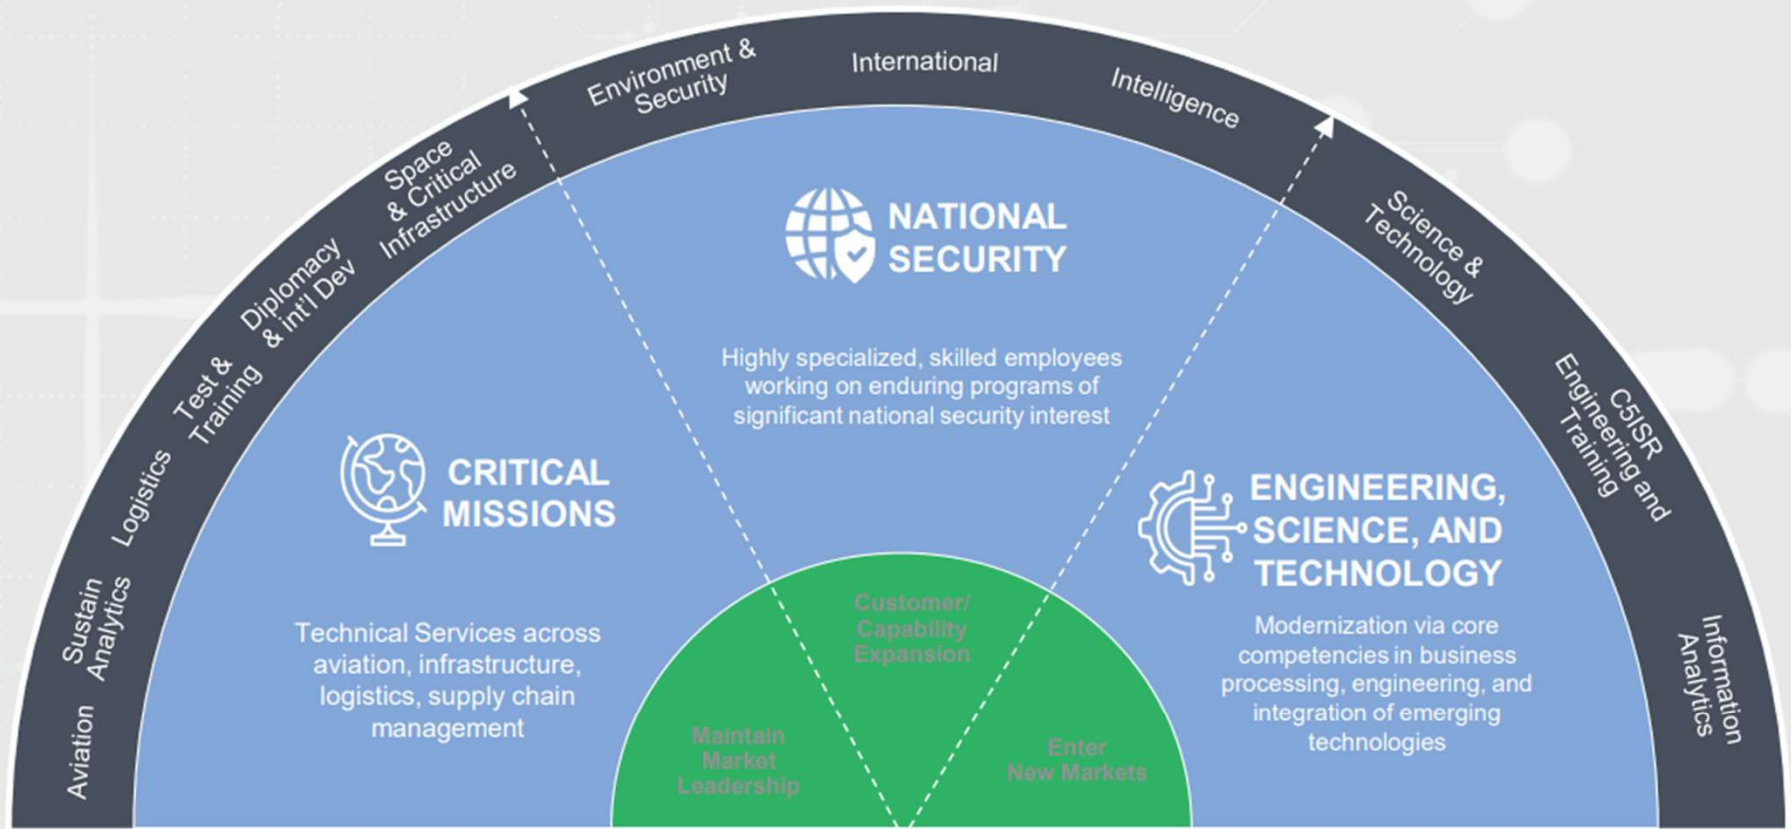 Aviation
Sustain
Analytics
Logistics
Test &
Training
Diplomacy
& int'l Dev
Space
& Critical
Infrastructure
Environment &
Security
International
Intelligence
Science &
Technology
C5ISR
Engineering and
Training
Information
Analytics
CRITICAL
MISSIONS
Technical Services across
aviation, infrastructure,
logistics, supply chain
management
NATIONAL
SECURITY
Highly specialized, skilled employees
working on enduring programs of
significant national security interest
ENGINEERING,
SCIENCE, AND
TECHNOLOGY
Modernization via core
competencies in business
processing, engineering, and
integration of emerging
technologies
Maintain
Market
Leadership
Customer/
Capability
Expansion
Enter
New Markets